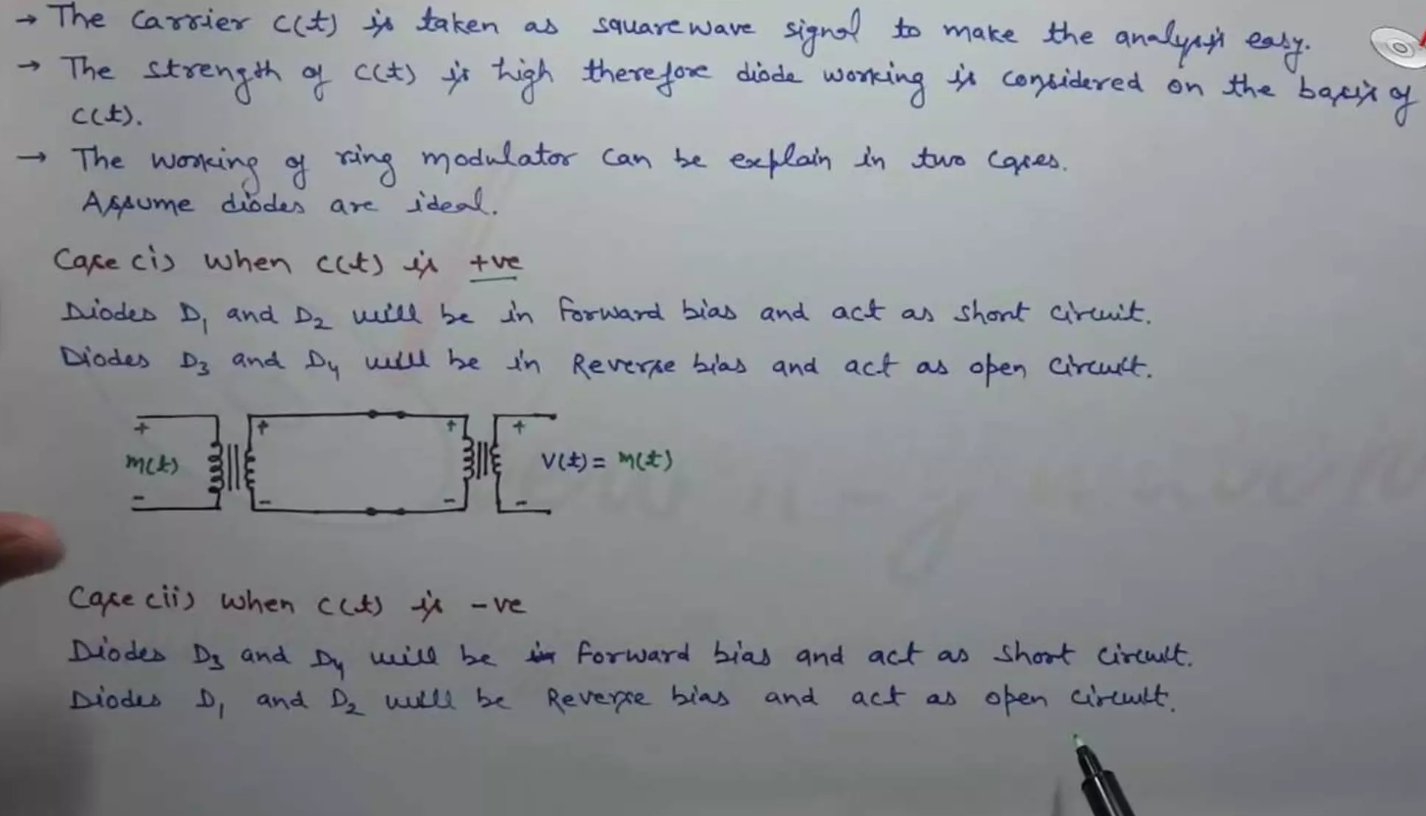 → The carrier c(t) is taken as square wave signal to make the analysis easy.
→ The strength of c(t) is high therefore diode working is considered on the basis of
c(t).
→ The working of ring modulator can be explain in two cases.
Assume diodes are ideal.
Case (i) when c(t) is +ve
Diodes D₁ and D₂ will be in forward bias and act as short circuit.
Diodes D₃ and D₄ will be in Reverse bias and act as open circuit.
+ + + +
m(t) V(t) = m(t)
- - - -
Case (ii) when c(t) is -ve
Diodes D₃ and D₄ will be in forward bias and act as short circuit.
Diodes D₁ and D₂ will be Reverse bias and act as open circuit.